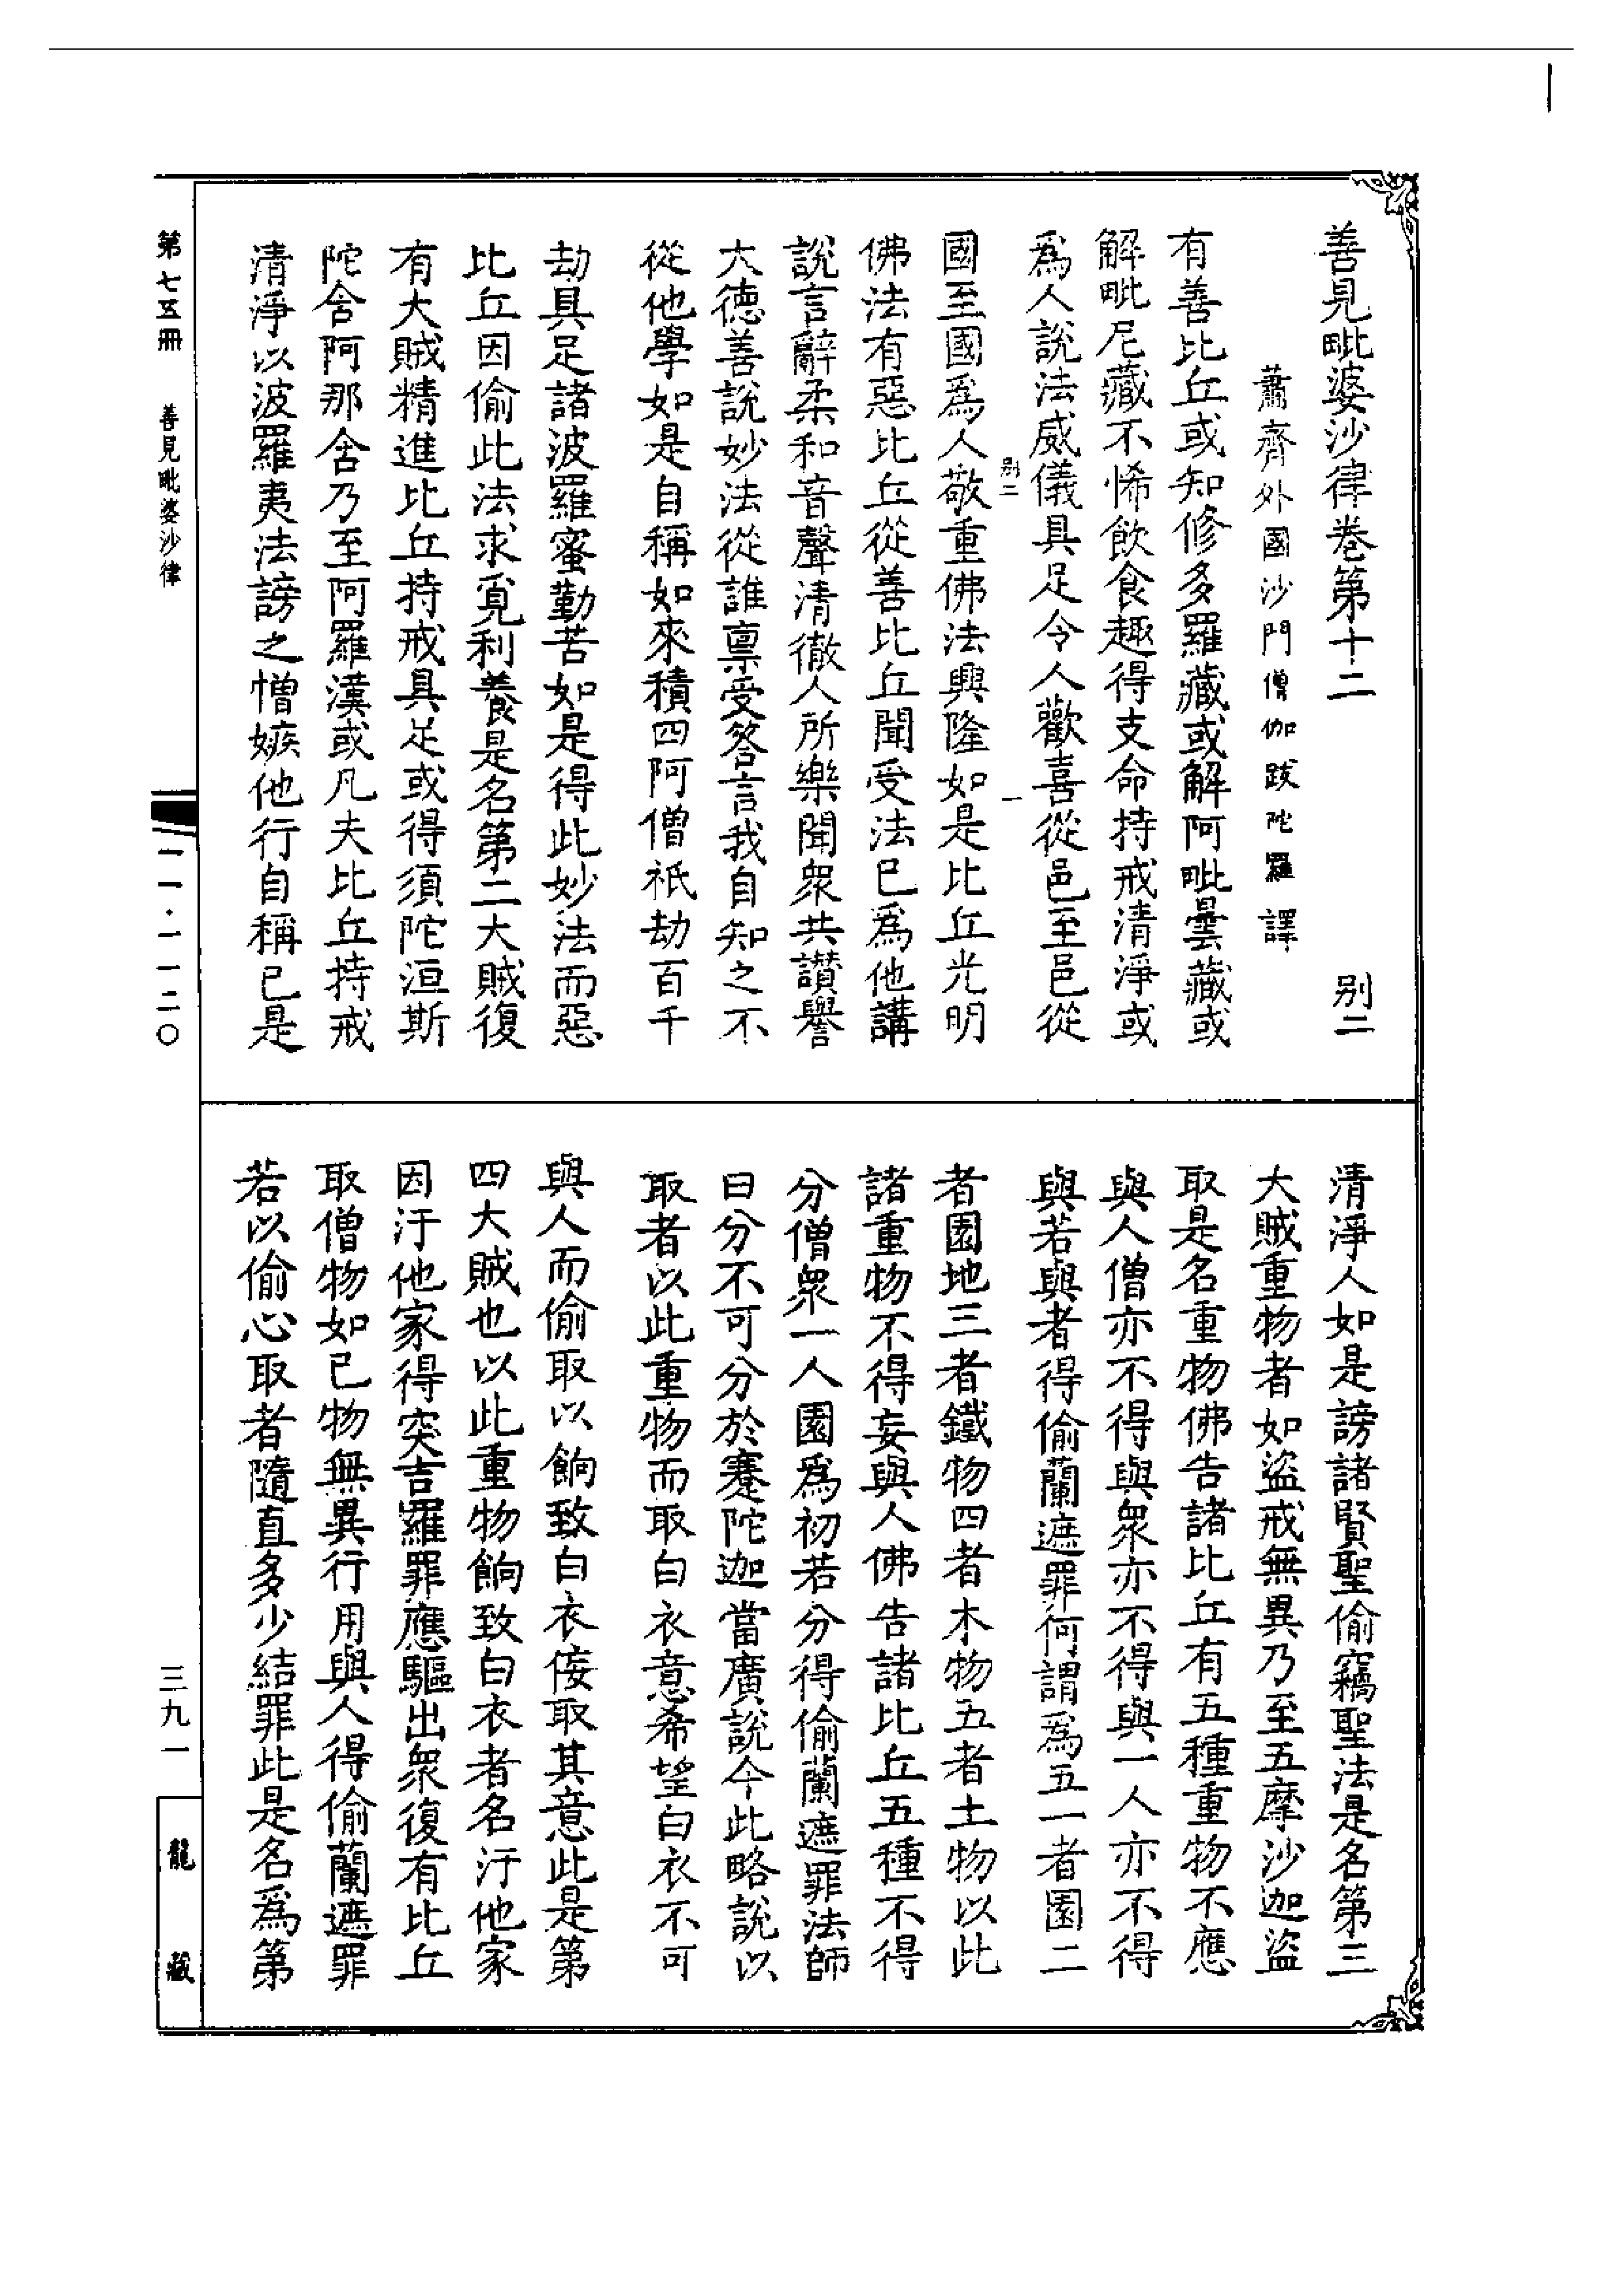 善見毗婆沙律卷第十二　別二
蕭齊外國沙門僧伽跋陀羅譯
有善比丘或知修多羅藏或解阿毗曇藏或
解毗尼藏不悕飲食趣得支命持戒清淨或
為人說法威儀具足令人歡喜從邑至邑從
別二　一
國至國為人敬重佛法興隆如是比丘光明
佛法有惡比丘從善比丘聞受法已為他講
說言辭柔和音聲清徹人所樂聞眾共讚譽
大德善說妙法從誰稟受答言我自知之不
從他學如是自稱如來積四阿僧祇劫百千
劫具足諸波羅蜜勤苦如是得此妙法而惡
比丘因偷此法求覓利養是名第二大賊復
有大賊精進比丘持戒具足或得須陀洹斯
陀含阿那含乃至阿羅漢或凡夫比丘持戒
清淨以波羅夷法謗之憎嫉他行自稱已是
清淨人如是謗諸賢聖偷竊聖法是名第三
大賊重物者如盜戒無異乃至五摩沙迦盜
取是名重物佛告諸比丘有五種重物不應
與人僧亦不得與眾亦不得與一人亦不得
與若與者得偷蘭遮罪何謂為五一者園二
者園地三者鐵物四者木物五者土物以此
諸重物不得妄與人佛告諸比丘五種不得
分僧眾一人園為初若分得偷蘭遮罪法師
曰分不可分於蹇陀迦當廣說今此略說以
取者以此重物而取白衣意希望白衣不可
與人而偷取以餉致白衣侫取其意此是第
四大賊也以此重物餉致白衣者名汙他家
因汙他家得突吉羅罪應驅出眾復有比丘
取僧物如已物無異行用與人得偷蘭遮罪
若以偷心取者隨直多少結罪此是名為第
第七五冊　善見毗婆沙律
一一·一一二〇
三九一
龍藏